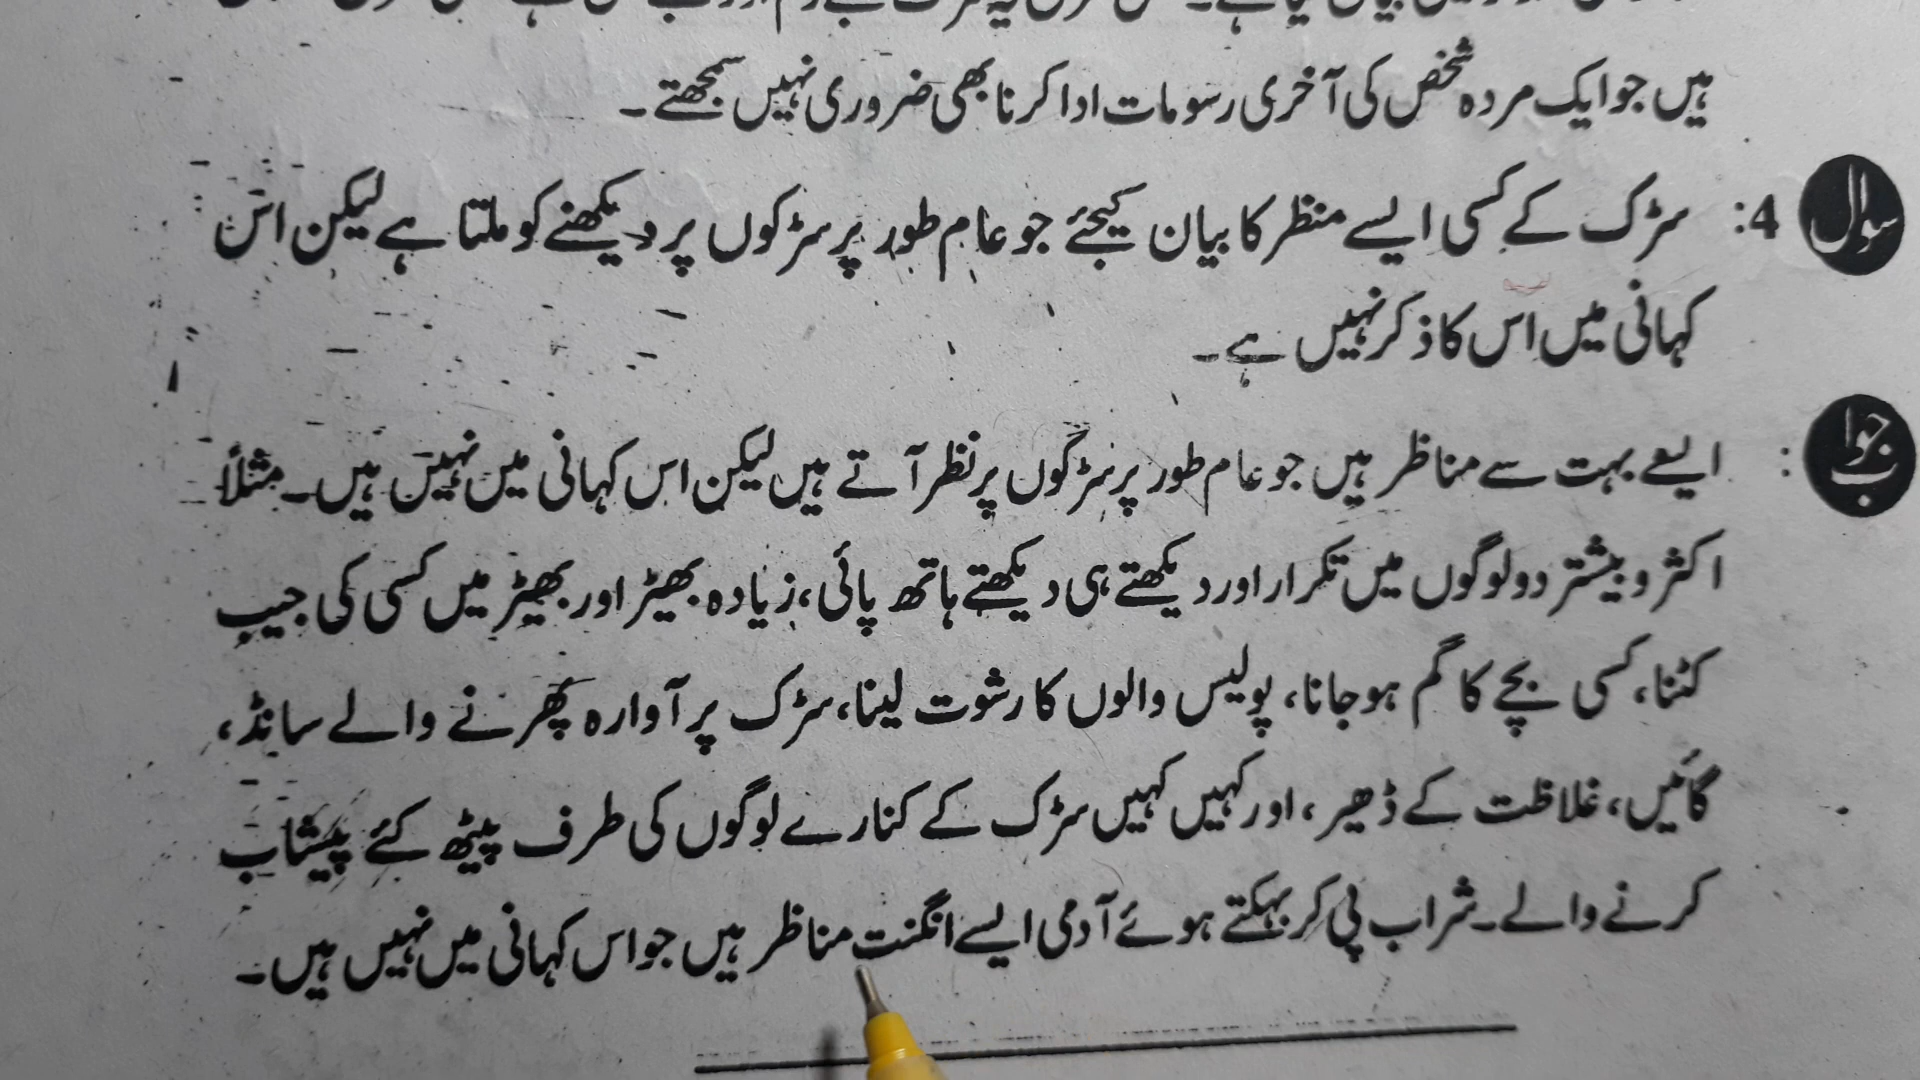 ہیں جو ایک مردہ شخص کی آخری رسومات ادا کرنا بھی ضروری نہیں سمجھتے ۔
سوال 4: سڑک کے کسی ایسے منظر کا بیان کیجئے جو عام طور پر سڑکوں پر دیکھنے کو ملتا ہے لیکن اس
کہانی میں اس کا ذکر نہیں ہے ۔
جواب : ایسے بہت سے مناظر ہیں جو عام طور پر سڑکوں پر نظر آتے ہیں لیکن اس کہانی میں نہیں ہیں۔ مثلاً
اکثر و بیشتر دو لوگوں میں تکرار اور دیکھتے ہی دیکھتے ہاتھ پائی، زیادہ بھیڑ اور بھیڑ میں کسی کی جیب
کٹنا، کسی بچے کا گم ہو جانا، پولیس والوں کا رشوت لینا، سڑک پر آوارہ پھرنے والے سانڈ،
گائیں، غلاظت کے ڈھیر، اور کہیں کہیں سڑک کے کنارے لوگوں کی طرف پیٹھ کئے پیشاب
کرنے والے۔ شراب پی کر بہکتے ہوئے آدمی ایسے انگنت مناظر ہیں جو اس کہانی میں نہیں ہیں۔